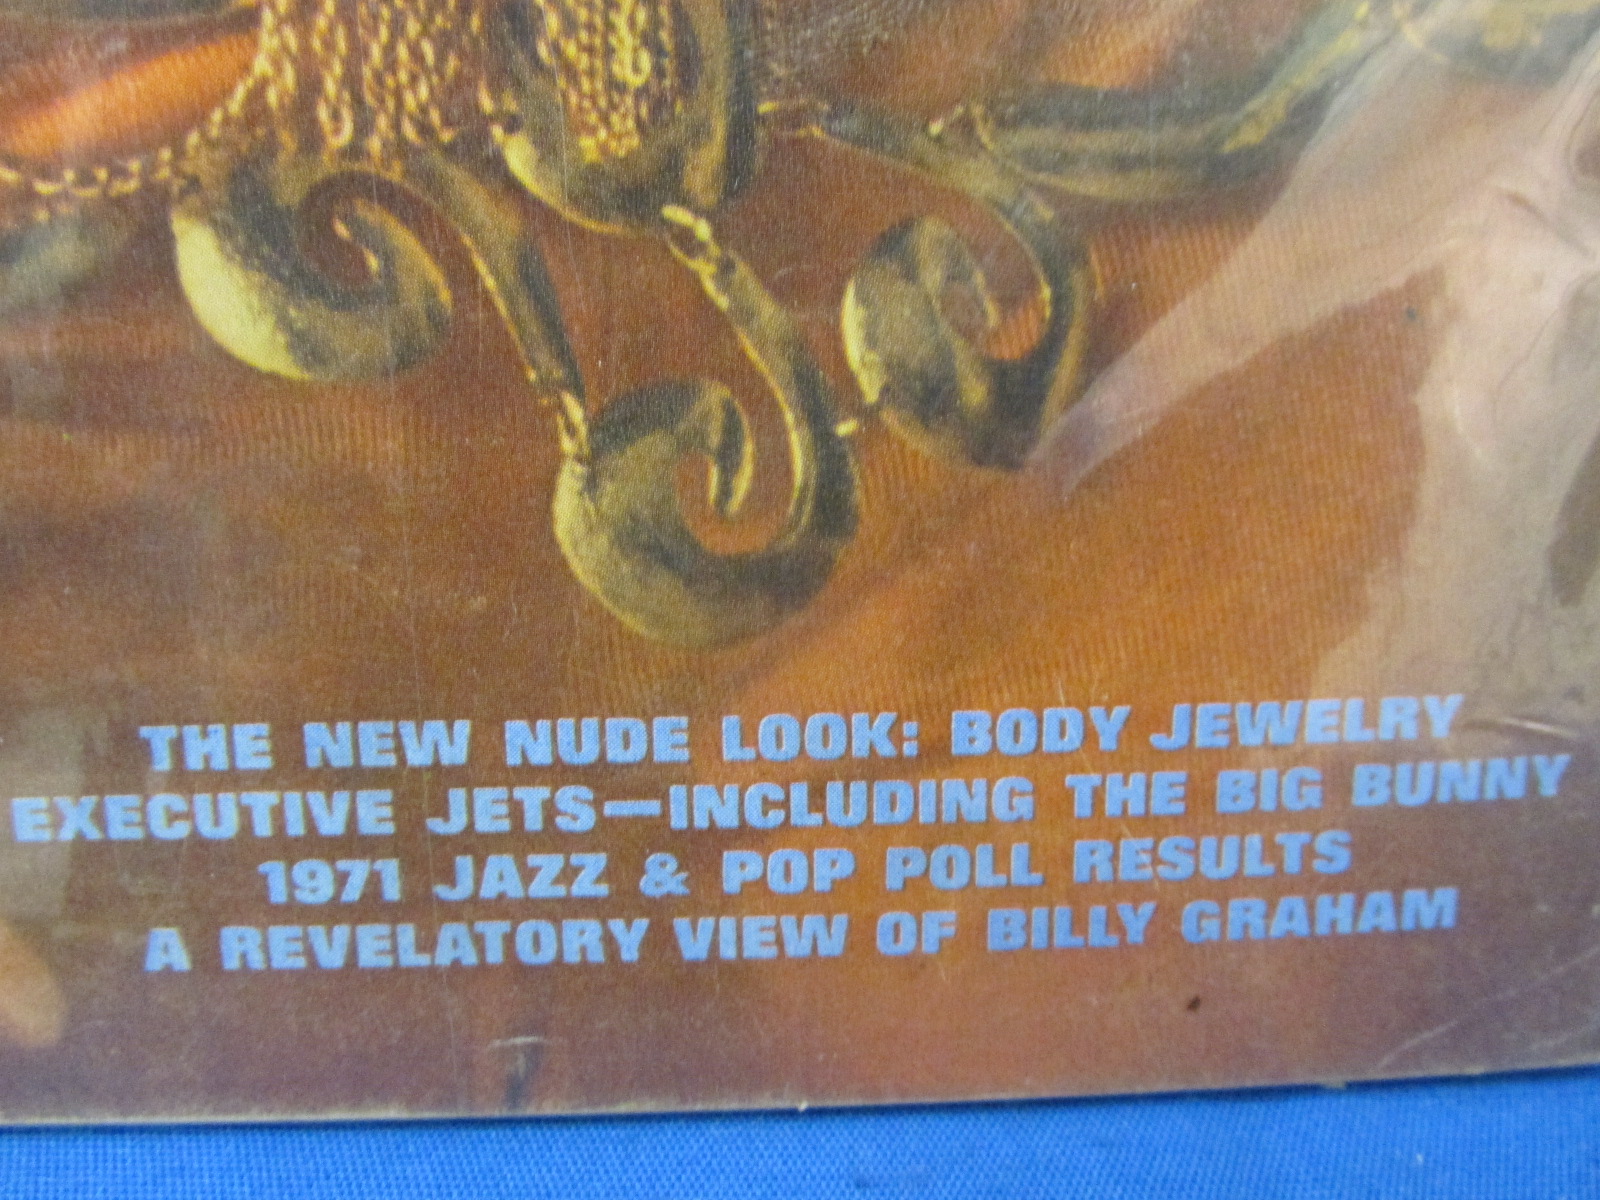 THE NEW NUDE LOOK: BODY JEWELRY
EXECUTIVE JETS—INCLUDING THE BIG BUNNY
1971 JAZZ & POP POLL RESULTS
A REVELATORY VIEW OF BILLY GRAHAM